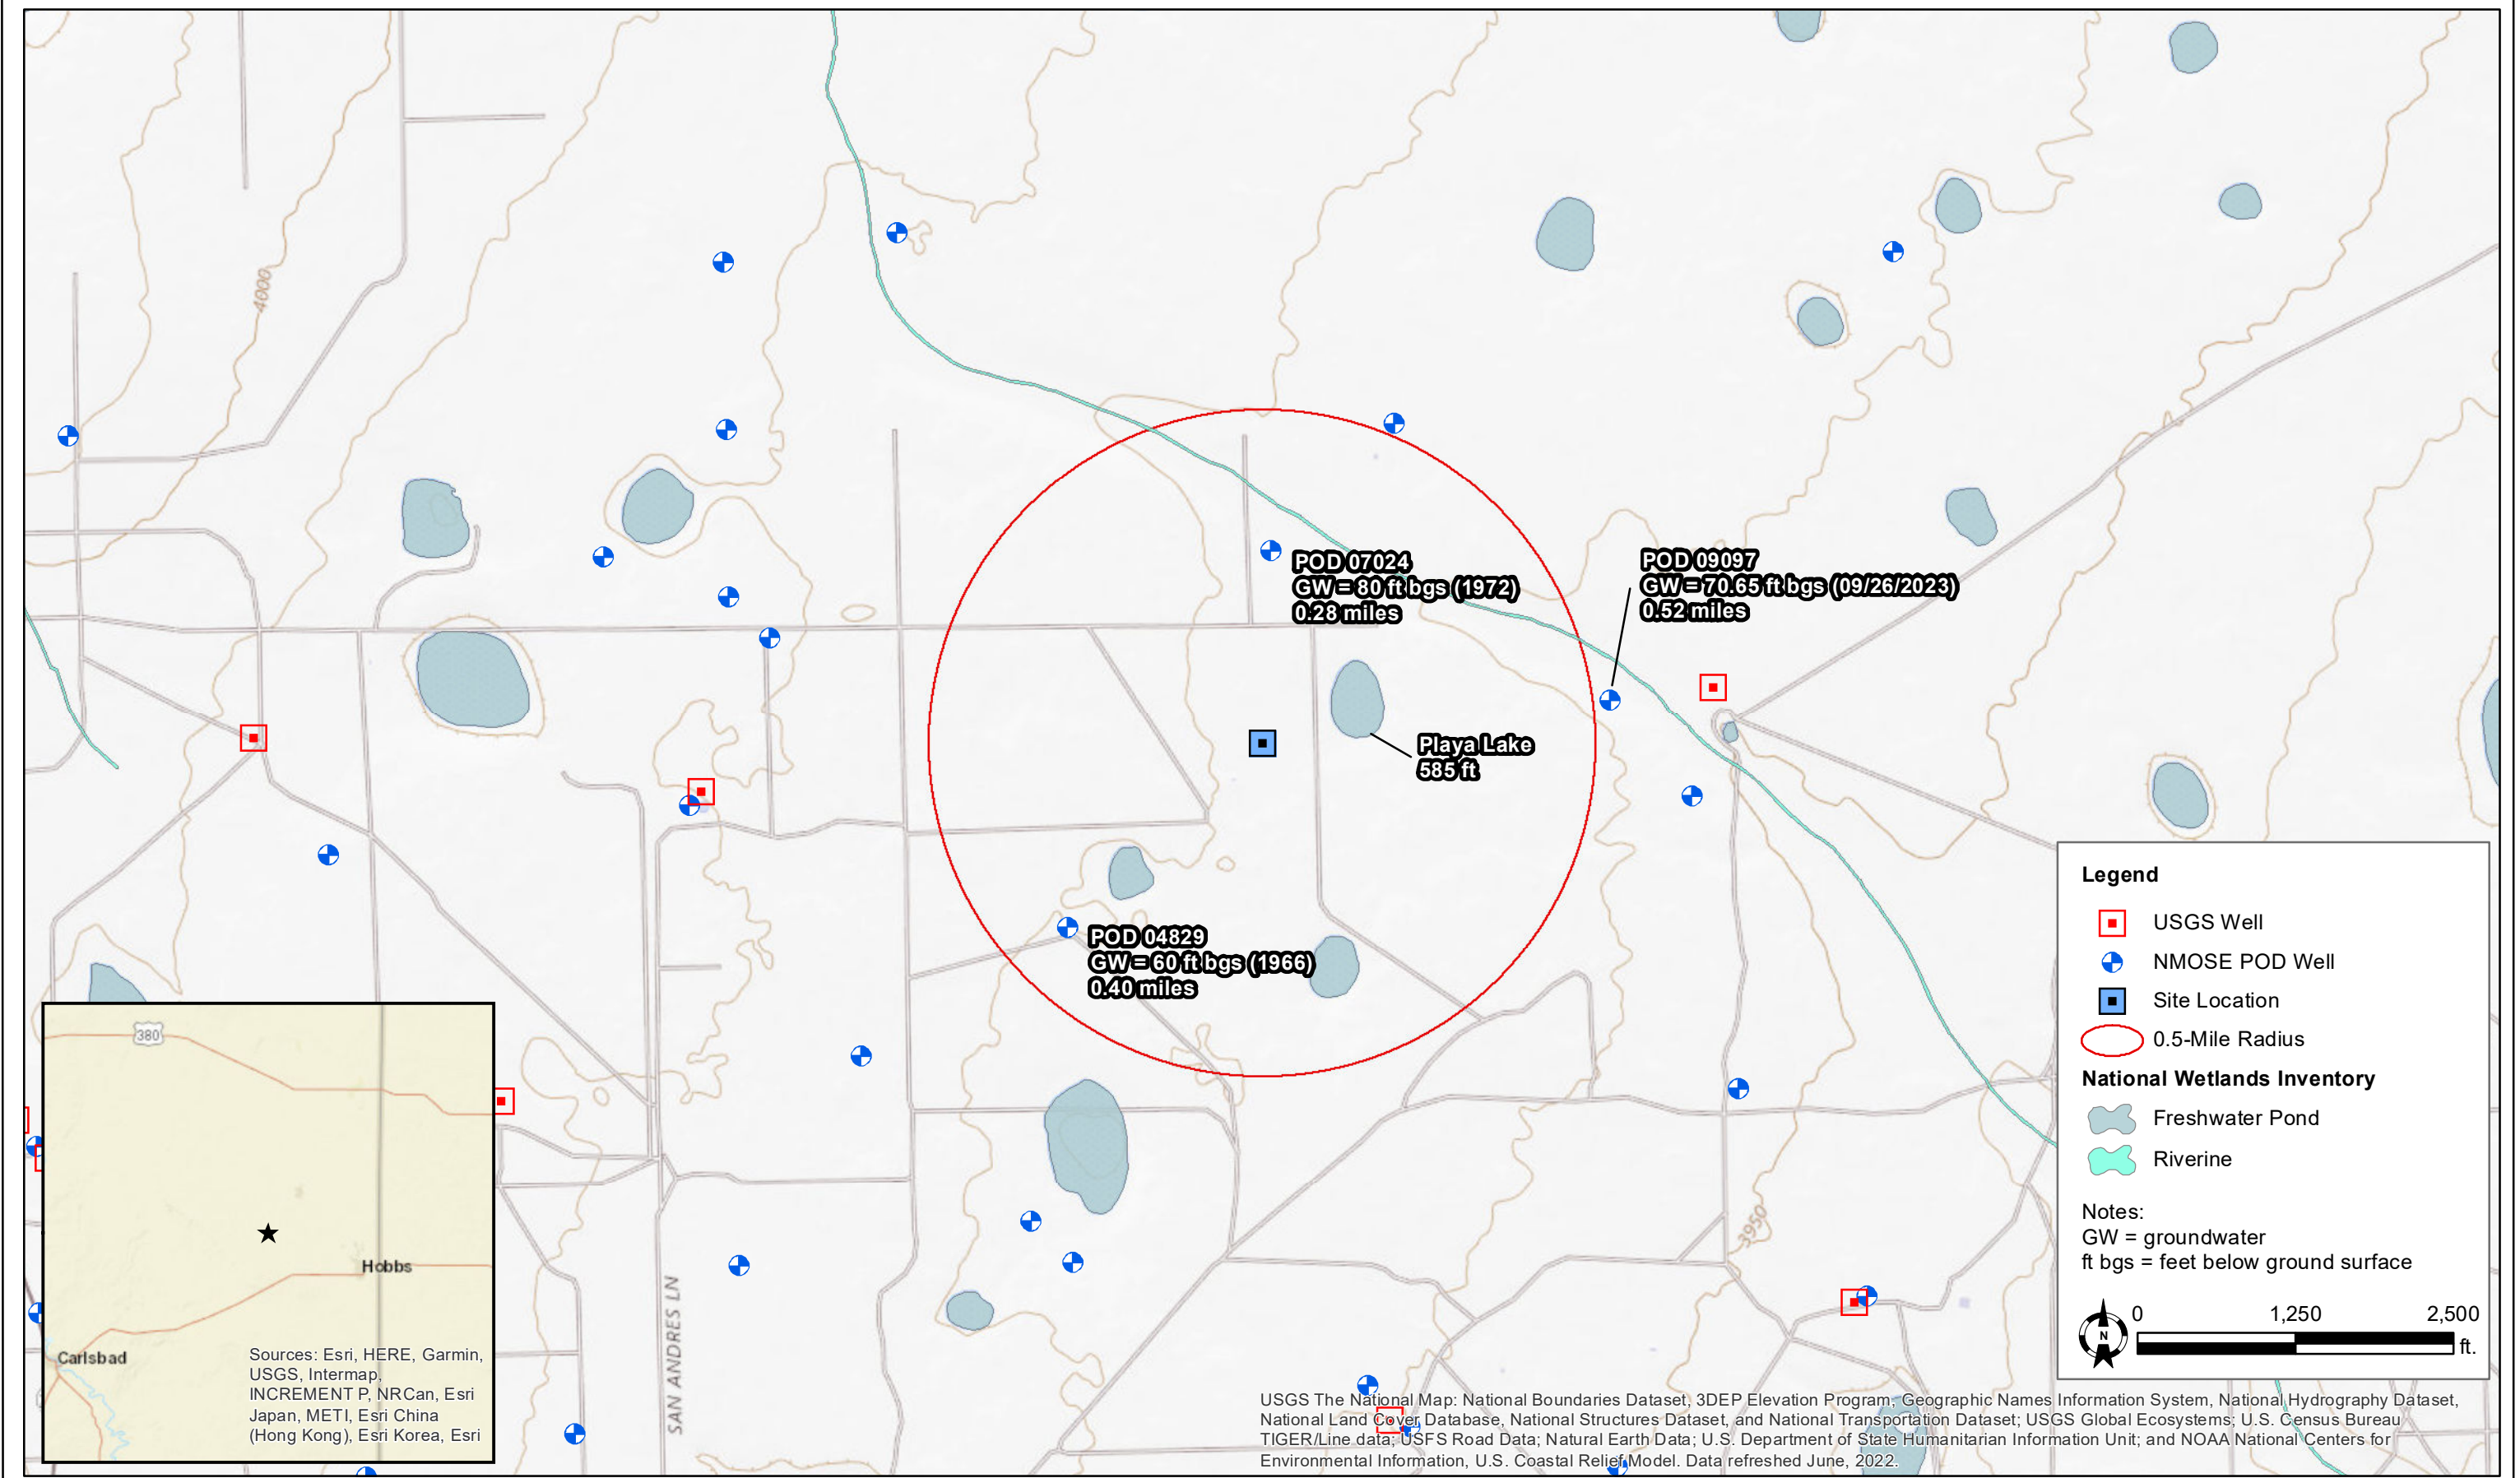 4000
POD 07024
GW = 80 ft bgs (1972)
0.28 miles
POD 09097
GW = 70.65 ft bgs (09/26/2023)
0.52 miles
Playa Lake
585 ft
POD 04829
GW = 60 ft bgs (1966)
0.40 miles
SAN ANDRES LN
3950
380
Hobbs
Carlsbad
Sources: Esri, HERE, Garmin,
USGS, Intermap,
INCREMENT P, NRCan, Esri
Japan, METI, Esri China
(Hong Kong), Esri Korea, Esri
Legend
USGS Well
NMOSE POD Well
Site Location
0.5-Mile Radius
National Wetlands Inventory
Freshwater Pond
Riverine
Notes:
GW = groundwater
ft bgs = feet below ground surface
N
0 1,250 2,500
ft.
USGS The National Map: National Boundaries Dataset, 3DEP Elevation Program, Geographic Names Information System, National Hydrography Dataset,
National Land Cover Database, National Structures Dataset, and National Transportation Dataset; USGS Global Ecosystems; U.S. Census Bureau
TIGER/Line data; USFS Road Data; Natural Earth Data; U.S. Department of State Humanitarian Information Unit; and NOAA National Centers for
Environmental Information, U.S. Coastal Relief Model. Data refreshed June, 2022.